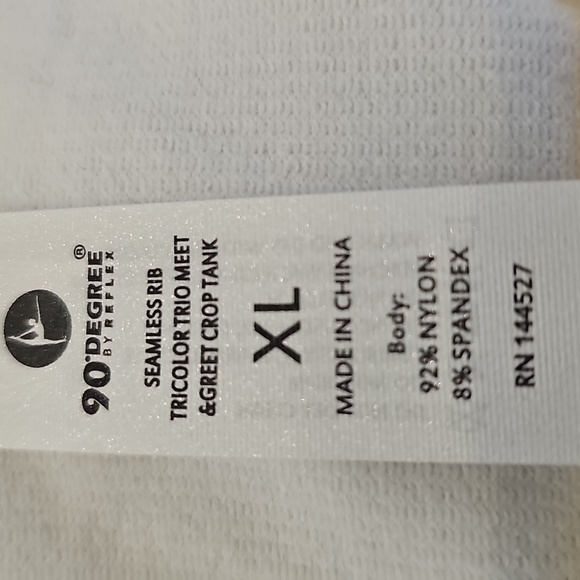 90°DEGREE®
BY REFLEX
SEAMLESS RIB
TRICOLOR TRIO MEET
&GREET CROP TANK
XL
MADE IN CHINA
Body:
92% NYLON
8% SPANDEX
RN 144527